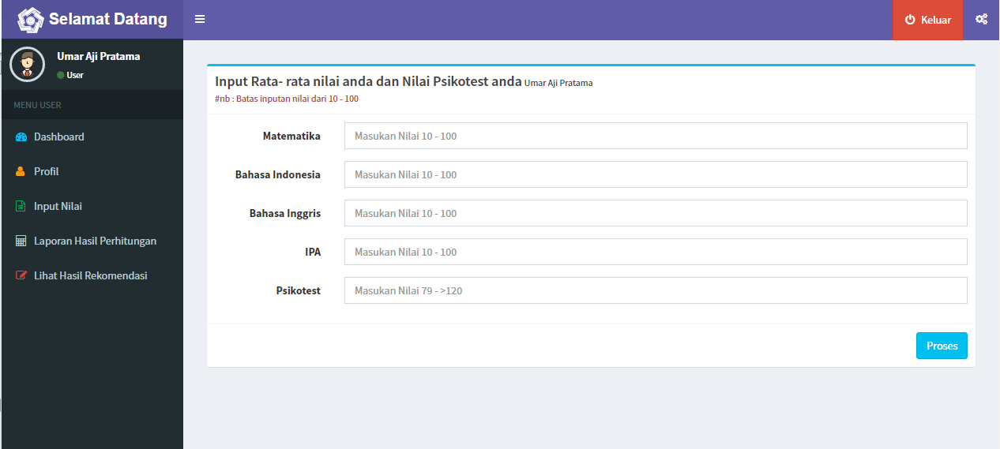 Selamat Datang
Keluar
Umar Aji Pratama
User
MENU USER
Dashboard
Profil
Input Nilai
Laporan Hasil Perhitungan
Lihat Hasil Rekomendasi
Input Rata- rata nilai anda dan Nilai Psikotest anda Umar Aji Pratama
#nb : Batas inputan nilai dari 10 - 100
Matematika Masukan Nilai 10 - 100
Bahasa Indonesia Masukan Nilai 10 - 100
Bahasa Inggris Masukan Nilai 10 - 100
IPA Masukan Nilai 10 - 100
Psikotest Masukan Nilai 79 - >120
Proses